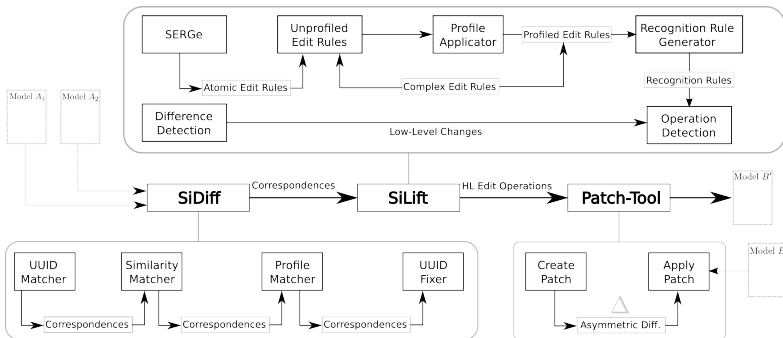 SERGe
Unprofiled
Edit Rules
Profile
Applicator
Profiled Edit Rules
Recognition Rule
Generator
Atomic Edit Rules
Complex Edit Rules
Recognition Rules
Difference
Detection
Low-Level Changes
Operation
Detection
Model A1
Model A2
SiDiff
Correspondences
SiLift
HL Edit Operations
Patch-Tool
Model B'
UUID
Matcher
Similarity
Matcher
Profile
Matcher
UUID
Fixer
Correspondences
Correspondences
Correspondences
Create
Patch
Apply
Patch
Δ
Asymmetric Diff.
Model B